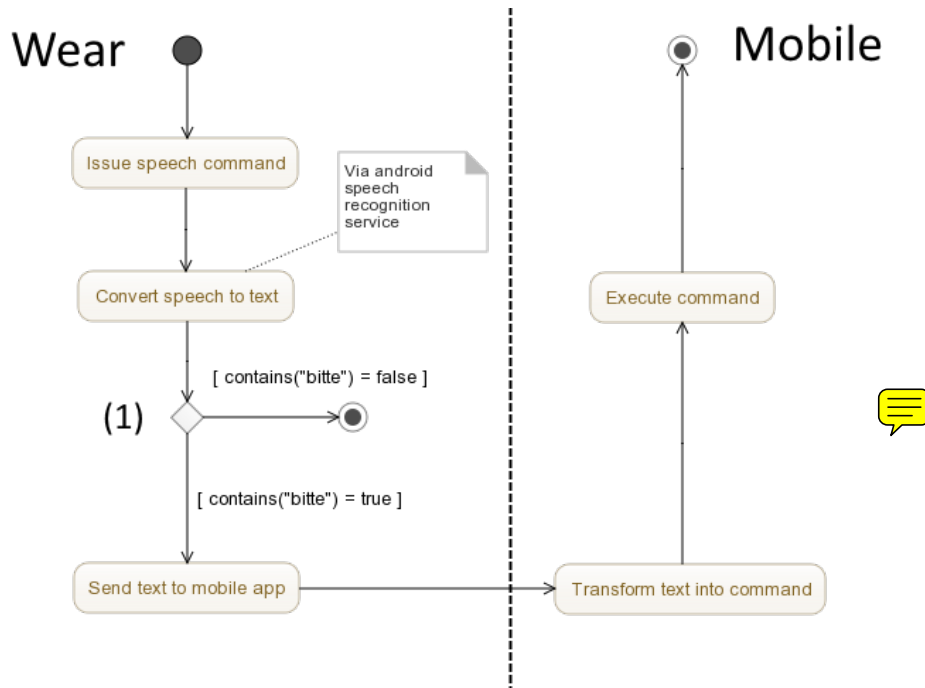 Wear
Mobile
Issue speech command
Via android
speech
recognition
service
Convert speech to text
Execute command
[ contains("bitte") = false ]
(1)
[ contains("bitte") = true ]
Send text to mobile app
Transform text into command